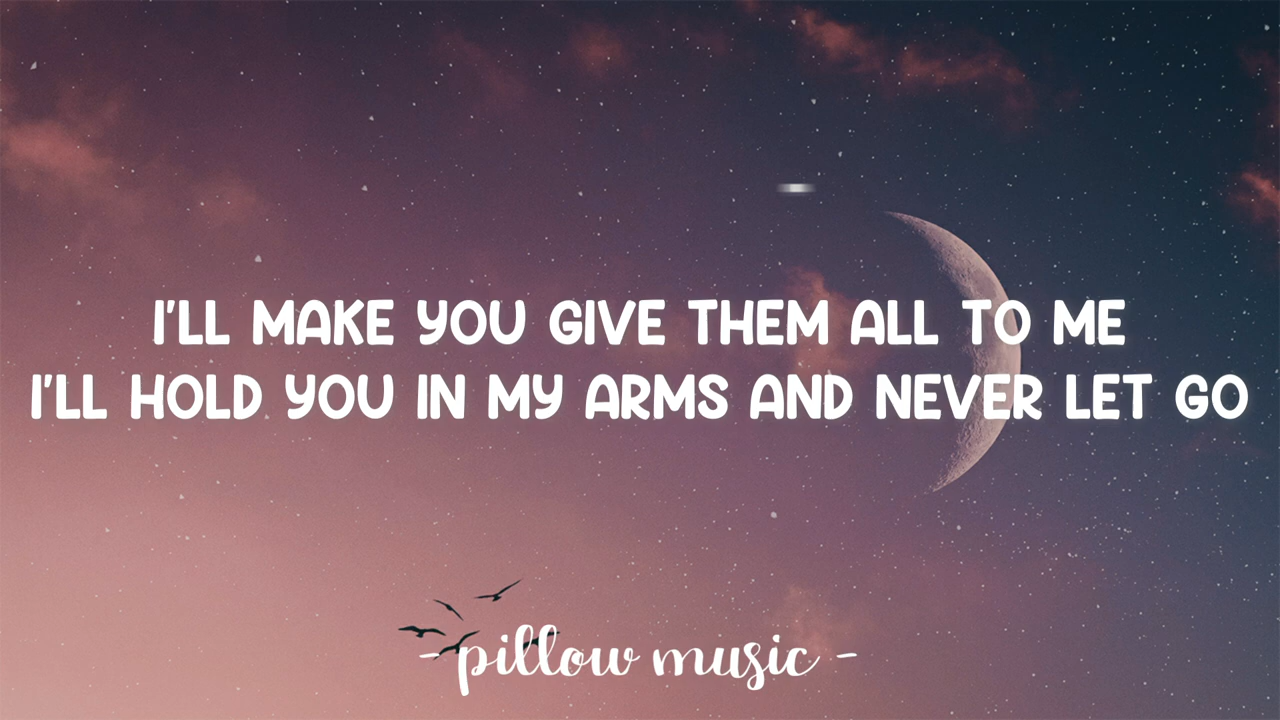 I'LL MAKE YOU GIVE THEM ALL TO ME
I'LL HOLD YOU IN MY ARMS AND NEVER LET GO
- pillow music -